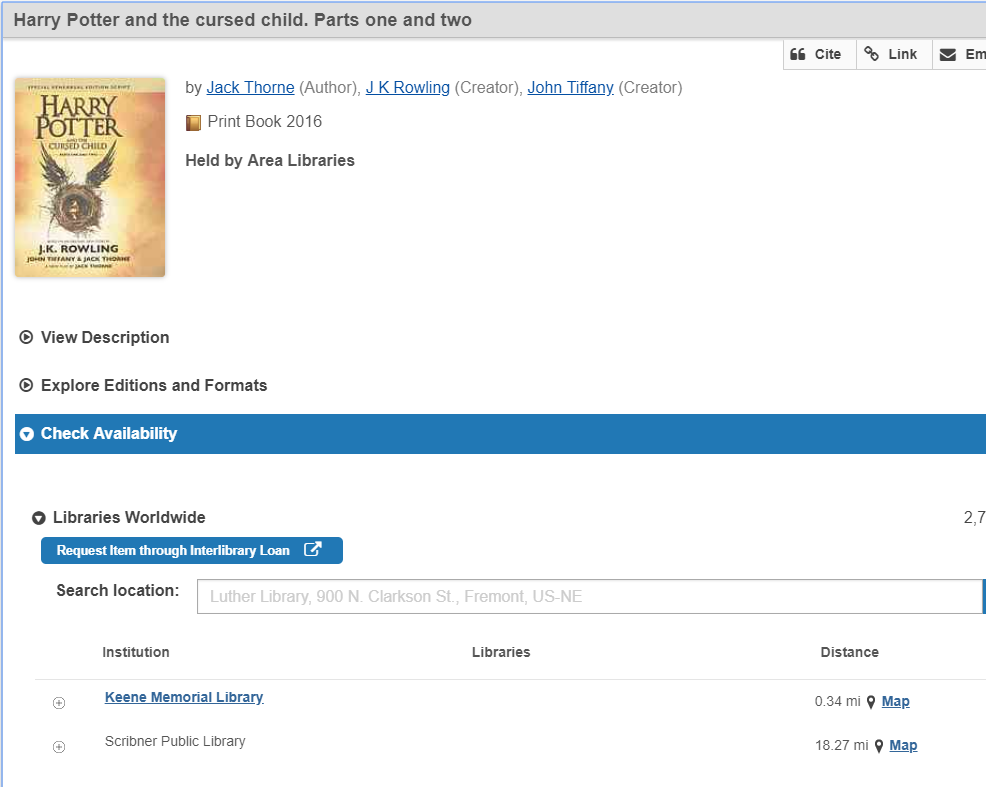 Harry Potter and the cursed child. Parts one and two
Cite
Link
Em
SPECIAL REHEARSAL EDITION SCRIPT
HARRY
POTTER
AND THE
CURSED CHILD
PARTS ONE AND TWO
J.K. ROWLING
JOHN TIFFANY & JACK THORNE
A NEW PLAY BY JACK THORNE
by Jack Thorne (Author), J K Rowling (Creator), John Tiffany (Creator)
Print Book 2016
Held by Area Libraries
View Description
Explore Editions and Formats
Check Availability
Libraries Worldwide
2,7
Request Item through Interlibrary Loan
Search location:
Luther Library, 900 N. Clarkson St., Fremont, US-NE
Institution Libraries Distance
Keene Memorial Library 0.34 mi Map
Scribner Public Library 18.27 mi Map